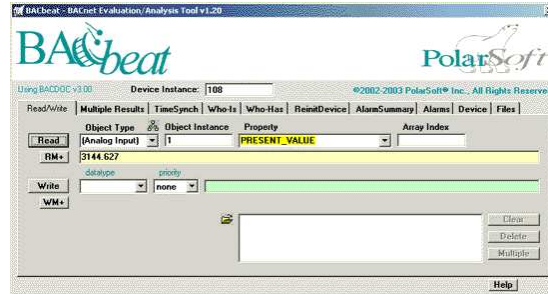 BACbeat - BACnet Evaluation/Analysis Tool v1.20
BACbeat
PolarSoft
Using BACDOC v3.00 Device Instance: 108 ©2002-2003 PolarSoft® Inc., All Rights Reserve
Read/Write Multiple Results TimeSynch Who-Is Who-Has ReinitDevice AlarmSummary Alarms Device Files
Object Type Object Instance Property Array Index
Read (Analog Input) 1 PRESENT_VALUE
RM+ 3144.627
datatype priority
Write none
WM+
Clear
Delete
Multiple
Help